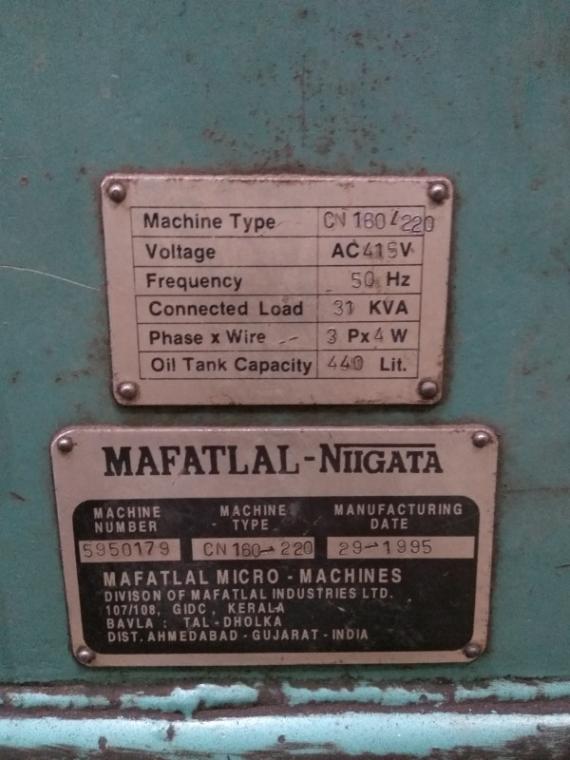 Machine Type CN 160/220
Voltage AC 415V
Frequency 50 Hz
Connected Load 31 KVA
Phase x Wire 3 Px4 W
Oil Tank Capacity 440 Lit.
MAFATLAL-NIIGATA
MACHINE NUMBER
5950179
MACHINE TYPE
CN 160-220
MANUFACTURING DATE
29-1995
MAFATLAL MICRO - MACHINES
DIVISON OF MAFATLAL INDUSTRIES LTD.
107/108, GIDC, KERALA
BAVLA : TAL-DHOLKA
DIST. AHMEDABAD - GUJARAT - INDIA